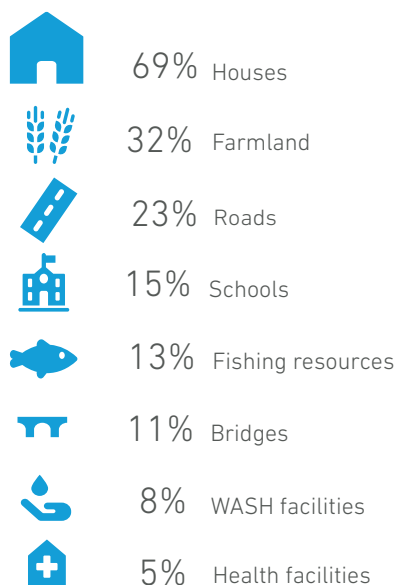 69% Houses
32% Farmland
23% Roads
15% Schools
13% Fishing resources
11% Bridges
8% WASH facilities
5% Health facilities